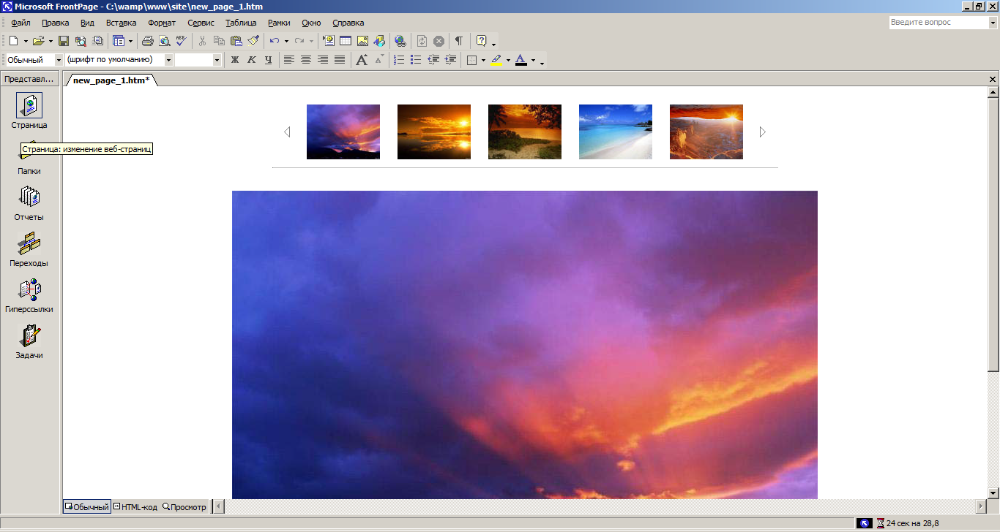 Microsoft FrontPage - C:\wamp\www\site\new_page_1.htm
Файл Правка Вид Вставка Формат Сервис Таблица Рамки Окно Справка
Введите вопрос
Обычный (шрифт по умолчанию) Ж К Ч А А А
Представл...
new_page_1.htm*
Страница
Страница: изменение веб-страниц
Папки
Отчеты
Переходы
Гиперссылки
Задачи
Обычный HTML-код Просмотр
24 сек на 28,8